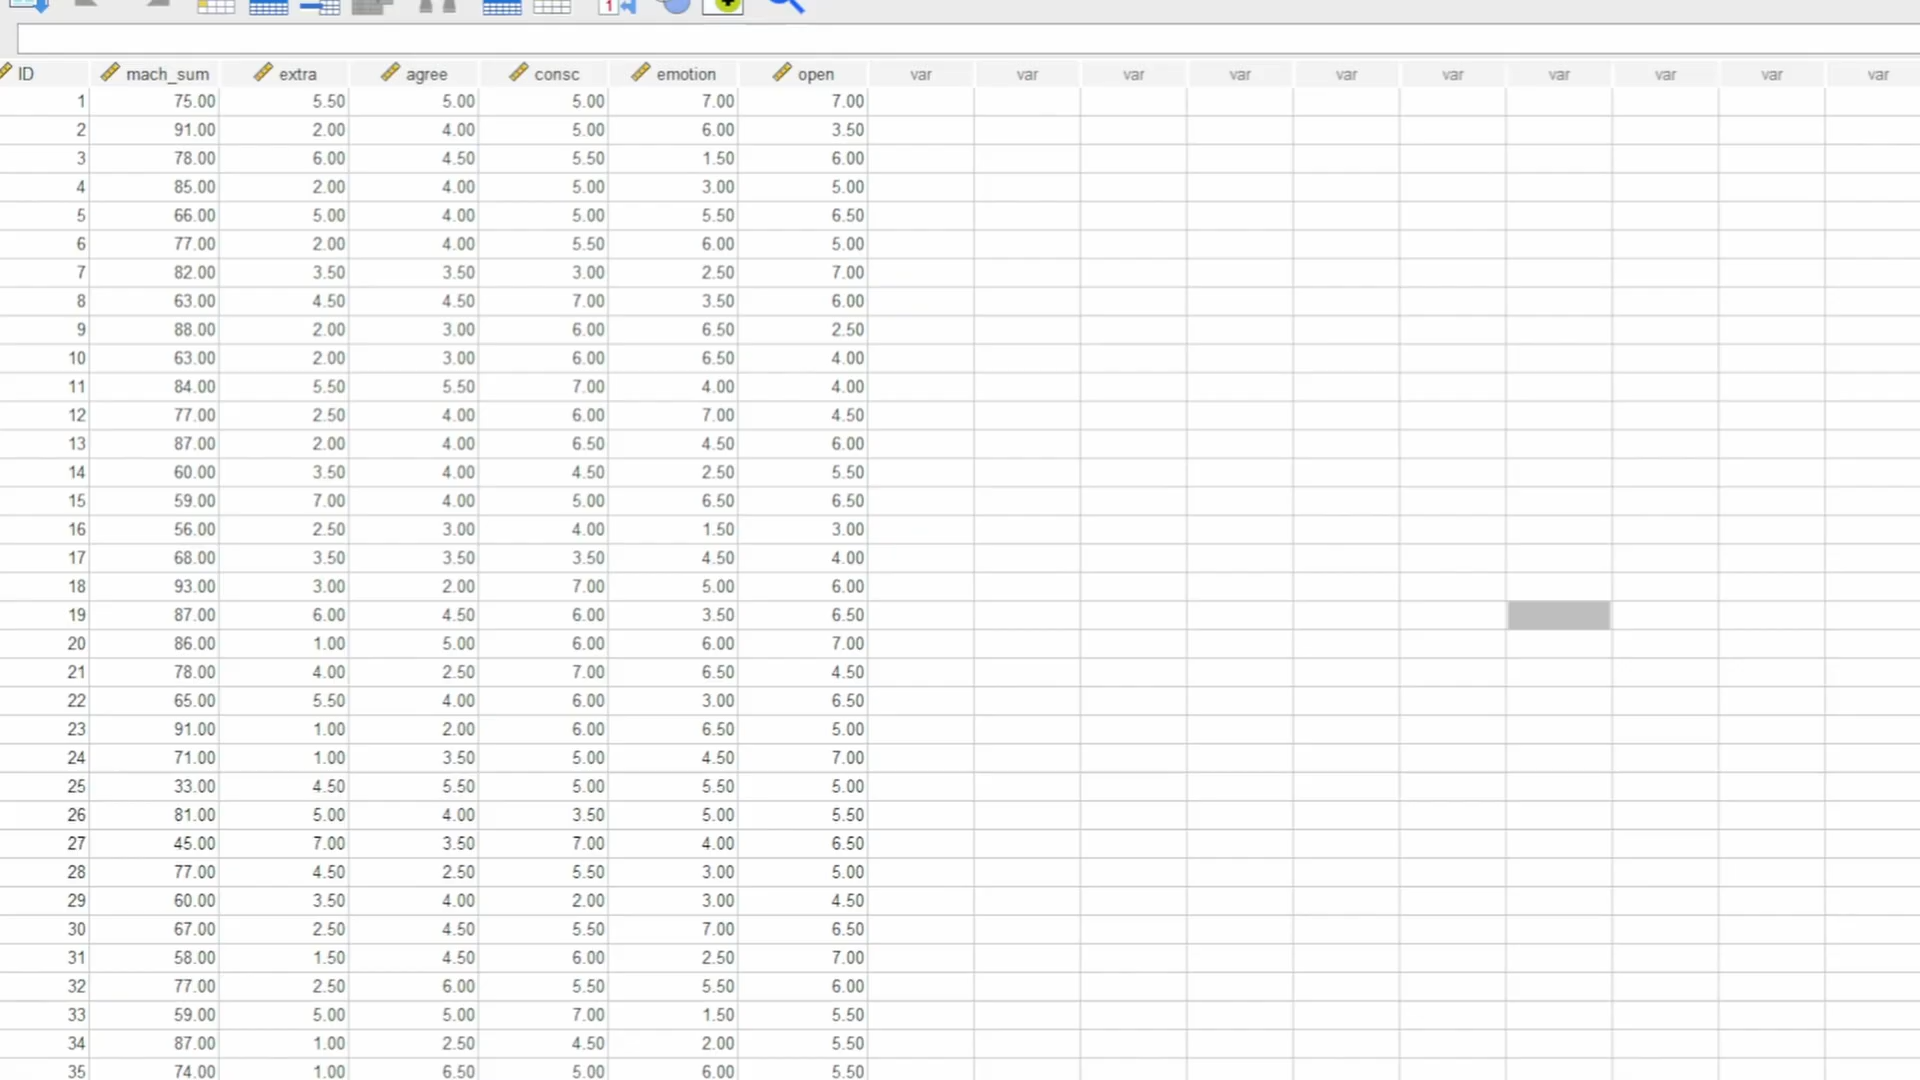 1
ID mach_sum extra agree consc emotion open var var var var var var var var var var
1 75.00 5.50 5.00 5.00 7.00 7.00
2 91.00 2.00 4.00 5.00 6.00 3.50
3 78.00 6.00 4.50 5.50 1.50 6.00
4 85.00 2.00 4.00 5.00 3.00 5.00
5 66.00 5.00 4.00 5.00 5.50 6.50
6 77.00 2.00 4.00 5.50 6.00 5.00
7 82.00 3.50 3.50 3.00 2.50 7.00
8 63.00 4.50 4.50 7.00 3.50 6.00
9 88.00 2.00 3.00 6.00 6.50 2.50
10 63.00 2.00 3.00 6.00 6.50 4.00
11 84.00 5.50 5.50 7.00 4.00 4.00
12 77.00 2.50 4.00 6.00 7.00 4.50
13 87.00 2.00 4.00 6.50 4.50 6.00
14 60.00 3.50 4.00 4.50 2.50 5.50
15 59.00 7.00 4.00 5.00 6.50 6.50
16 56.00 2.50 3.00 4.00 1.50 3.00
17 68.00 3.50 3.50 3.50 4.50 4.00
18 93.00 3.00 2.00 7.00 5.00 6.00
19 87.00 6.00 4.50 6.00 3.50 6.50
20 86.00 1.00 5.00 6.00 6.00 7.00
21 78.00 4.00 2.50 7.00 6.50 4.50
22 65.00 5.50 4.00 6.00 3.00 6.50
23 91.00 1.00 2.00 6.00 6.50 5.00
24 71.00 1.00 3.50 5.00 4.50 7.00
25 33.00 4.50 5.50 5.00 5.50 5.00
26 81.00 5.00 4.00 3.50 5.00 5.50
27 45.00 7.00 3.50 7.00 4.00 6.50
28 77.00 4.50 2.50 5.50 3.00 5.00
29 60.00 3.50 4.00 2.00 3.00 4.50
30 67.00 2.50 4.50 5.50 7.00 6.50
31 58.00 1.50 4.50 6.00 2.50 7.00
32 77.00 2.50 6.00 5.50 5.50 6.00
33 59.00 5.00 5.00 7.00 1.50 5.50
34 87.00 1.00 2.50 4.50 2.00 5.50
35 74.00 1.00 6.50 5.00 6.00 5.50